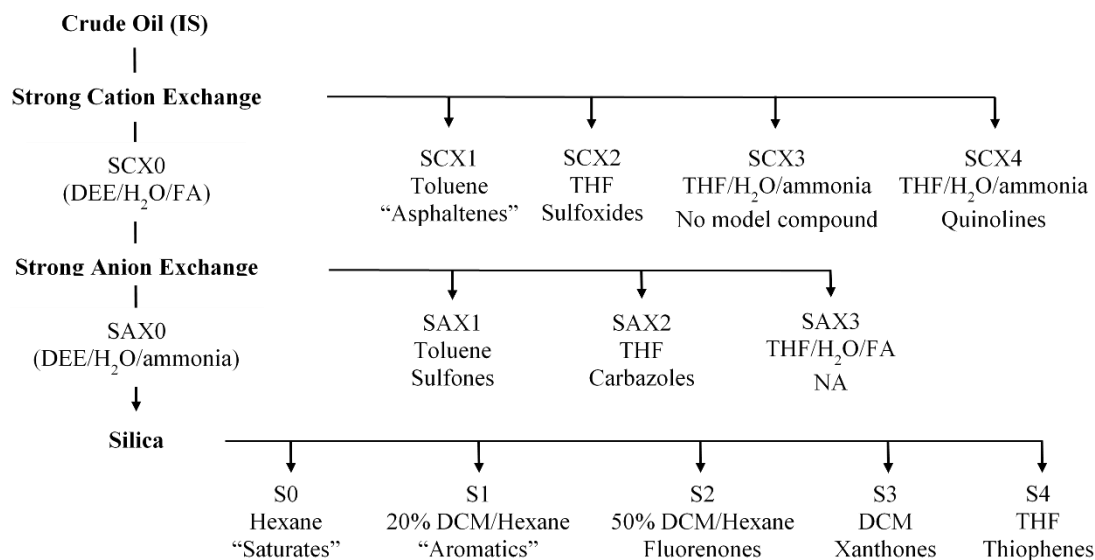 Crude Oil (IS)
Strong Cation Exchange
SCX0
(DEE/H₂O/FA)
SCX1
Toluene
“Asphaltenes”
SCX2
THF
Sulfoxides
SCX3
THF/H₂O/ammonia
No model compound
SCX4
THF/H₂O/ammonia
Quinolines
Strong Anion Exchange
SAX0
(DEE/H₂O/ammonia)
SAX1
Toluene
Sulfones
SAX2
THF
Carbazoles
SAX3
THF/H₂O/FA
NA
Silica
S0
Hexane
“Saturates”
S1
20% DCM/Hexane
“Aromatics”
S2
50% DCM/Hexane
Fluorenones
S3
DCM
Xanthones
S4
THF
Thiophenes